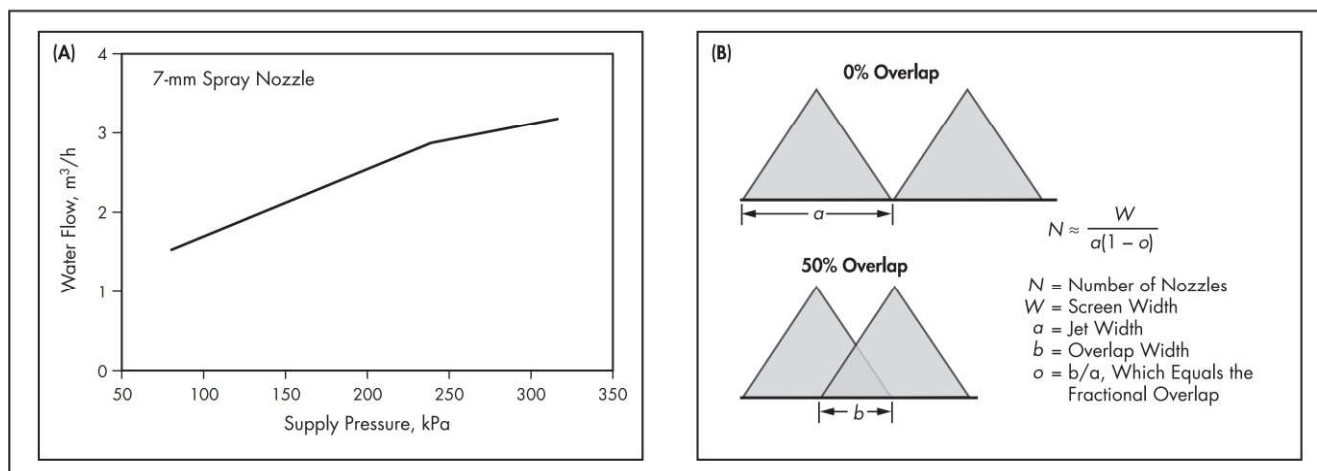 (A)
7-mm Spray Nozzle
4
3
2
1
0
Water Flow, m³/h
50 100 150 200 250 300 350
Supply Pressure, kPa
(B)
0% Overlap
a
N ≈ W / a(1 – o)
50% Overlap
b
N = Number of Nozzles
W = Screen Width
a = Jet Width
b = Overlap Width
o = b/a, Which Equals the
Fractional Overlap